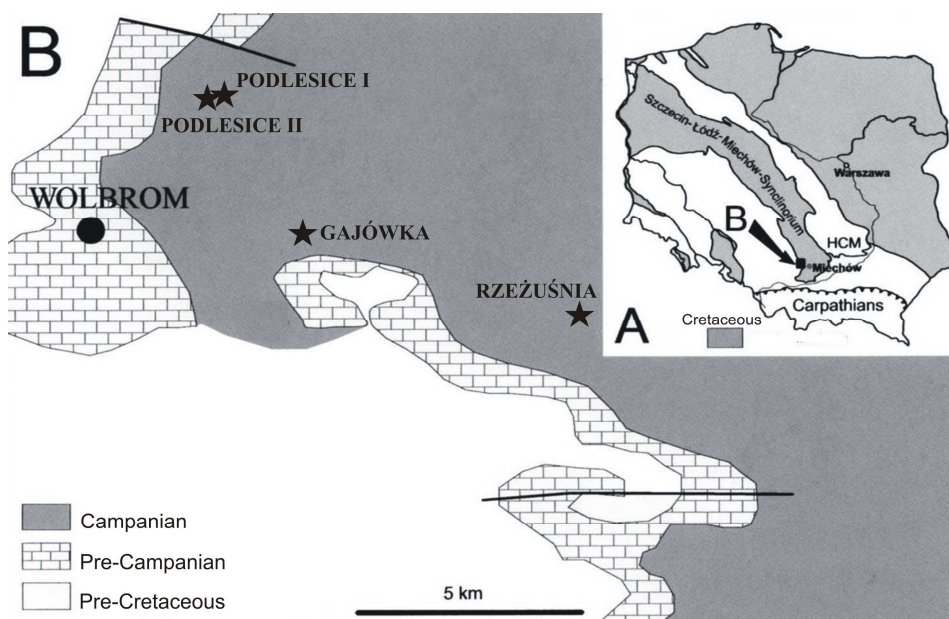 B
PODLESICE I
PODLESICE II
WOLBROM
GAJÓWKA
RZEŻUŚNIA
Campanian
Pre-Campanian
Pre-Cretaceous
5 km
Szczecin-Łódź-Miechów-Synclinorium
Warszawa
B
HCM
Miechów
Carpathians
A
Cretaceous